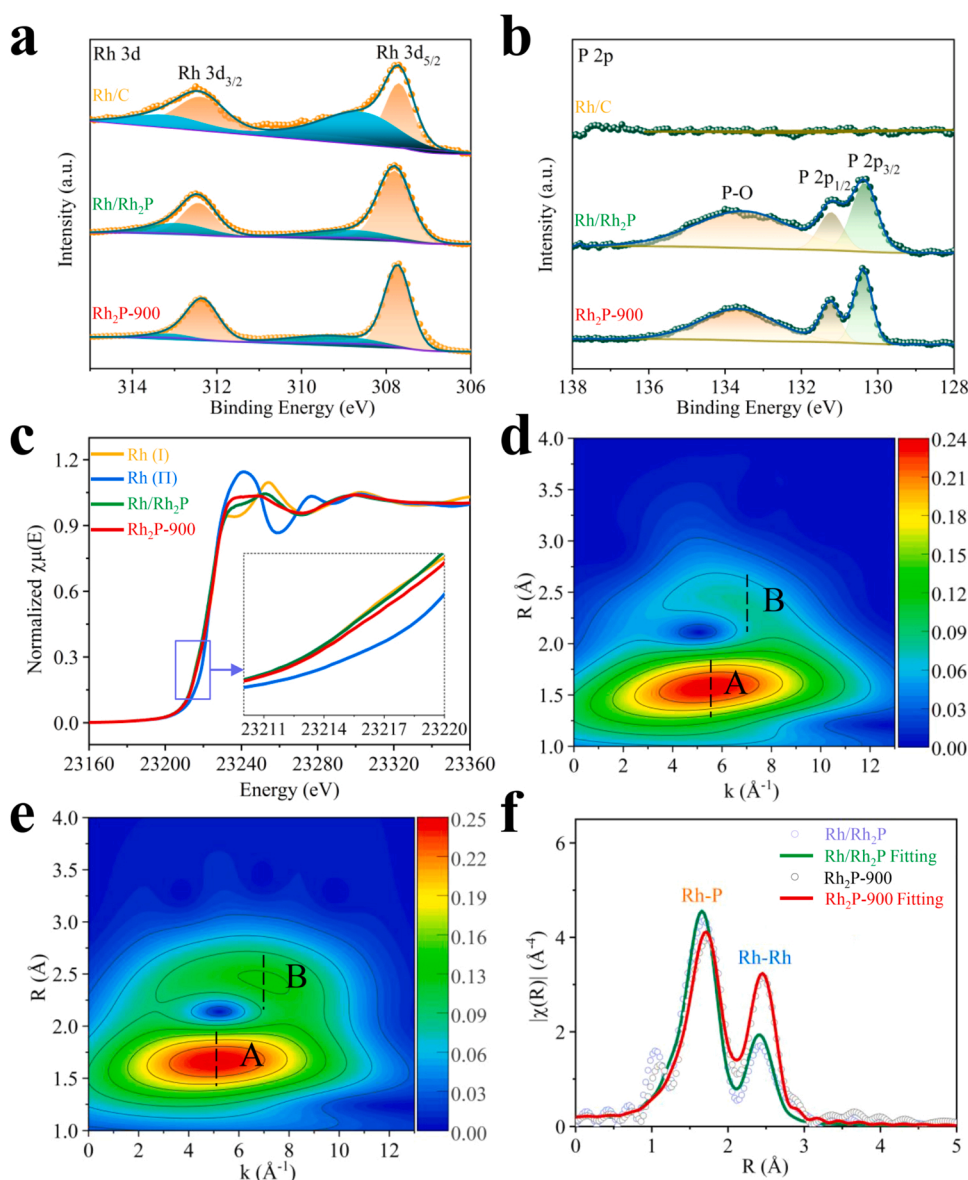 a
Rh 3d
Rh 3d3/2
Rh 3d5/2
Rh/C
Rh/Rh2P
Rh2P-900
Intensity (a.u.)
314 312 310 308 306
Binding Energy (eV)
b
P 2p
Rh/C
P-O
P 2p1/2
P 2p3/2
Rh/Rh2P
Rh2P-900
Intensity (a.u.)
138 136 134 132 130 128
Binding Energy (eV)
c
Rh (I)
Rh (Π)
Rh/Rh2P
Rh2P-900
Normalized χμ(E)
1.2
0.9
0.6
0.3
0.0
23211 23214 23217 23220
23160 23200 23240 23280 23320 23360
Energy (eV)
d
4.0
3.5
3.0
2.5
2.0
1.5
1.0
R (Å)
B
A
0 2 4 6 8 10 12
k (Å-1)
0.24
0.21
0.18
0.15
0.12
0.09
0.06
0.03
0.00
e
4.0
3.5
3.0
2.5
2.0
1.5
1.0
R (Å)
B
A
0 2 4 6 8 10 12
k (Å-1)
0.25
0.22
0.18
0.15
0.12
0.09
0.06
0.03
0.00
f
Rh/Rh2P
Rh/Rh2P Fitting
Rh2P-900
Rh2P-900 Fitting
Rh-P
Rh-Rh
|χ(R)| (Å-4)
6
4
2
0
0 1 2 3 4 5
R (Å)